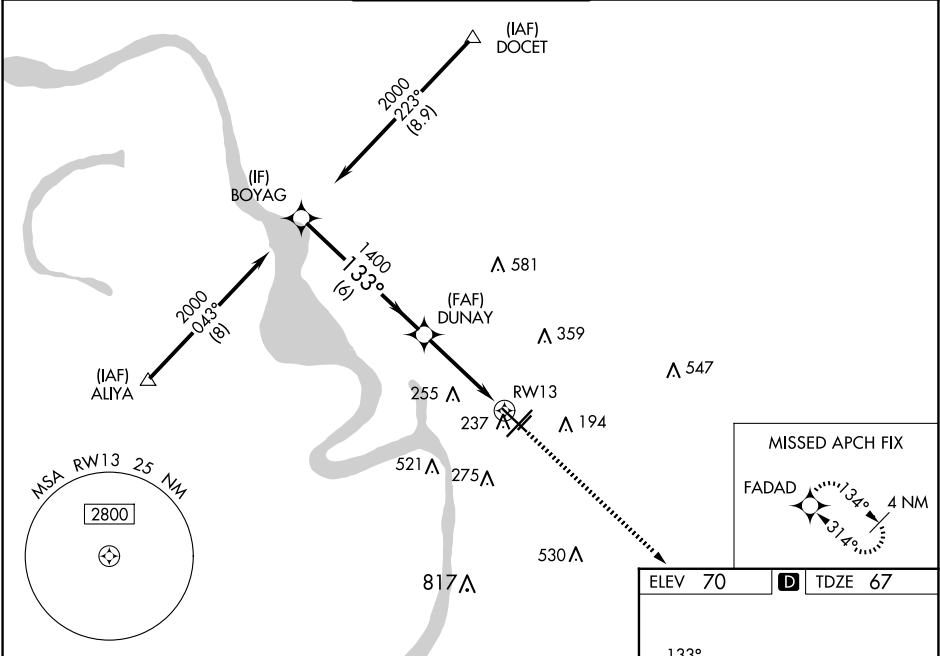 (IAF)
DOCET
2000
223°
(8.9)
(IF)
BOYAG
1400
133°
(6)
581
(FAF)
DUNAY
2000
043°
(8)
359
547
(IAF)
ALIYA
255
RW13
237
194
MISSED APCH FIX
MSA RW13 25 NM
521
275
FADAD
134°
4 NM
314°
2800
530
817
ELEV 70
D
TDZE 67
133°